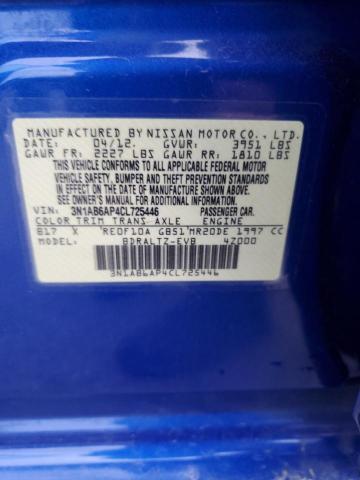 MANUFACTURED BY NISSAN MOTOR CO., LTD.
DATE: 04/12. GVWR: 3951 LBS
GAWR FR: 2227 LBS GAWR RR: 1810 LBS
THIS VEHICLE CONFORMS TO ALL APPLICABLE FEDERAL MOTOR
VEHICLE SAFETY, BUMPER AND THEFT PREVENTION STANDARDS
IN EFFECT ON THE DATE OF MANUFACTURE SHOWN ABOVE.
SEE OWNER'S MANUAL FOR ADDITIONAL INFORMATION
VIN: 3N1AB6AP4CL725446 PASSENGER CAR.
COLOR TRIM TRANS AXLE ENGINE
B17 X RE0F10A GB51 MR20DE 1997 CC
BDRALTZ-EVB 4Z000
3N1AB6AP4CL725446